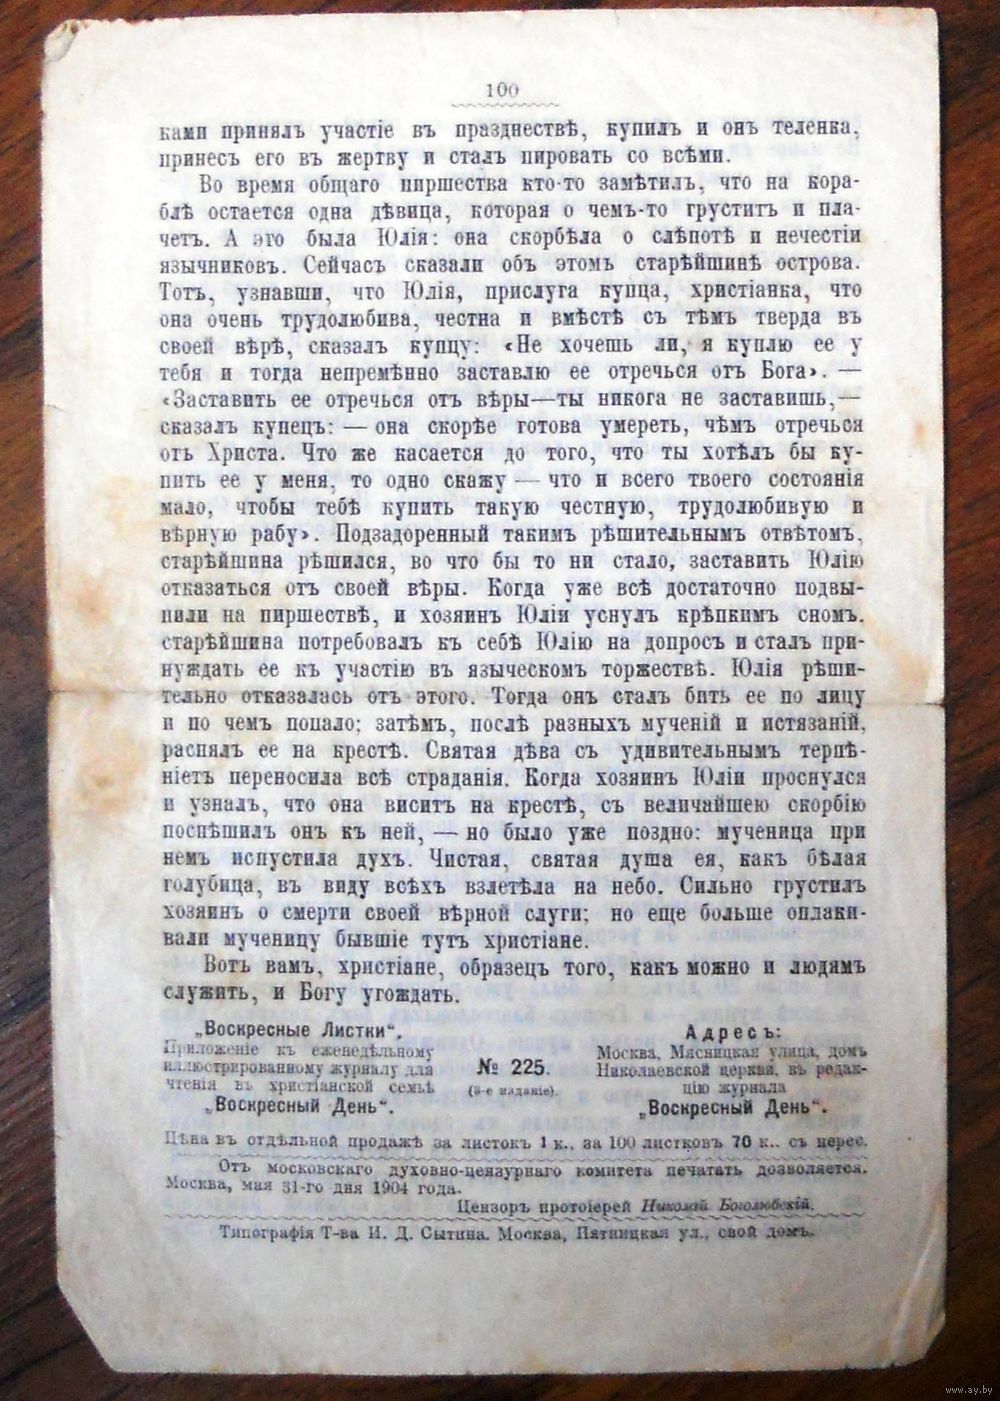 100
ками принялъ участіе въ празднествѣ, купилъ и онъ теленка,
принесъ его въ жертву и сталъ пировать со всѣми.
Во время общаго пиршества кто-то замѣтилъ, что на кора-
блѣ остается одна дѣвица, которая о чемъ-то груститъ и пла-
четъ. А это была Юлія: она скорбѣла о слѣпотѣ и нечестіи
язычниковъ. Сейчасъ сказали объ этомъ старѣйшинѣ острова.
Тотъ, узнавши, что Юлія, прислуга купца, христіанка, что
она очень трудолюбива, честна и вмѣстѣ съ тѣмъ тверда въ
своей вѣрѣ, сказалъ купцу: «Не хочешь ли, я куплю ее у
тебя и тогда непремѣнно заставлю ее отречься отъ Бога». —
«Заставить ее отречься отъ вѣры—ты никога не заставишь,—
сказалъ купецъ: — она скорѣе готова умереть, чѣмъ отречься
отъ Христа. Что же касается до того, что ты хотѣлъ бы ку-
пить ее у меня, то одно скажу — что и всего твоего состоянія
мало, чтобы тебѣ купить такую честную, трудолюбивую и
вѣрную рабу». Подзадоренный такимъ рѣшительнымъ отвѣтомъ,
старѣйшина рѣшился, во что бы то ни стало, заставить Юлію
отказаться отъ своей вѣры. Когда уже всѣ достаточно подвы-
пили на пиршествѣ, и хозяинъ Юліи уснулъ крѣпкимъ сномъ,
старѣйшина потребовалъ къ себѣ Юлію на допросъ и сталъ при-
нуждать ее къ участію въ языческомъ торжествѣ. Юлія рѣши-
тельно отказалась отъ этого. Тогда онъ сталъ бить ее по лицу
и по чемъ попало; затѣмъ, послѣ разныхъ мученій и истязаній,
распялъ ее на крестѣ. Святая дѣва съ удивительнымъ терпѣ-
ніетъ переносила всѣ страданія. Когда хозяинъ Юліи проснулся
и узналъ, что она виситъ на крестѣ, съ величайшею скорбію
поспѣшилъ онъ къ ней, — но было уже поздно: мученица при
немъ испустила духъ. Чистая, святая душа ея, какъ бѣлая
голубица, въ виду всѣхъ взлетѣла на небо. Сильно грустилъ
хозяинъ о смерти своей вѣрной слуги; но еще больше оплаки-
вали мученицу бывшіе тутъ христіане.
Вотъ вамъ, христіане, образецъ того, какъ можно и людямъ
служить, и Богу угождать.
„Воскресные Листки“.
Приложеніе къ еженедѣльному
иллюстрированному журналу для
чтенія въ христіанской семьѣ
„Воскресный День“.
№ 225.
(3-е изданіе).
Адресъ:
Москва, Мясницкая улица, домъ
Николаевской церкви, въ редак-
цію журнала
„Воскресный День“.
Цѣна въ отдѣльной продажѣ за листокъ 1 к., за 100 листковъ 70 к., съ перес.
Отъ московскаго духовно-цензурнаго комитета печатать дозволяется.
Москва, мая 31-го дня 1904 года.
Цензоръ протоіерей Николай Боголюбскій.
Типографія Т-ва И. Д. Сытина. Москва, Пятницкая ул., свой домъ.
www.ay.by